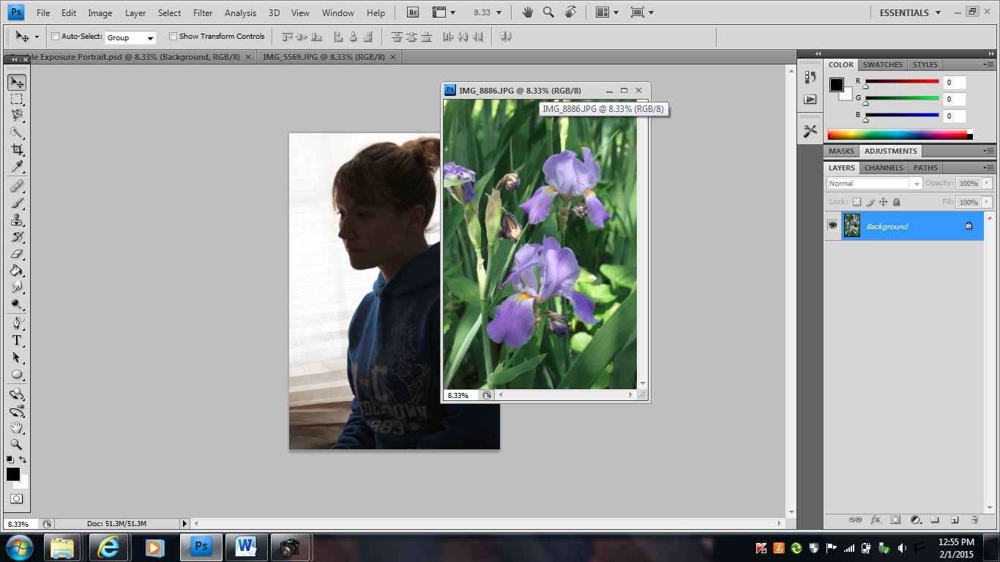 Ps File Edit Image Layer Select Filter Analysis 3D View Window Help Br 8.33 ESSENTIALS
Auto-Select: Group Show Transform Controls
Exposure Portrait.psd @ 8.33% (Background, RGB/8) IMG_5569.JPG @ 8.33% (RGB/8)
COLOR SWATCHES STYLES
R 0
G 0
B 0
Ps IMG_8886.JPG @ 8.33% (RGB/8)
IMG_8886.JPG @ 8.33% (RGB/8)
MASKS ADJUSTMENTS
LAYERS CHANNELS PATHS
Normal Opacity: 100%
Lock: Fill: 100%
Background
T
1983
8.33%
fx
8.33% Doc: 51.3M/51.3M
Ps W
12:55 PM
2/1/2015